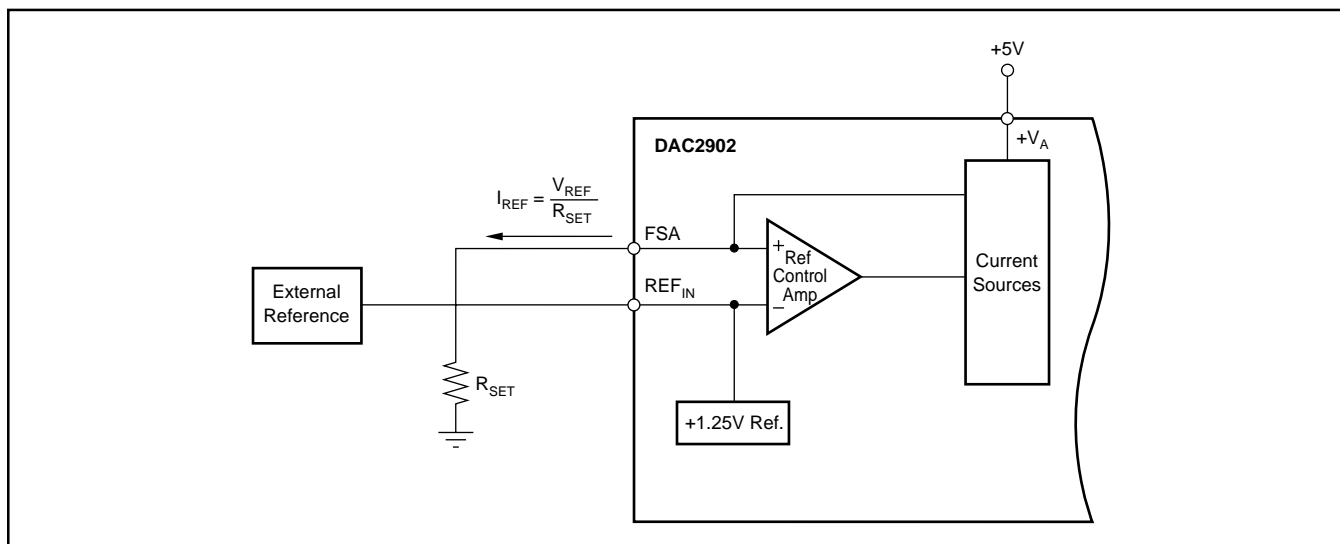 +5V
+V_A
DAC2902
I_REF = V_REF / R_SET
FSA
REF_IN
+
Ref
Control
Amp
−
Current
Sources
External
Reference
R_SET
+1.25V Ref.